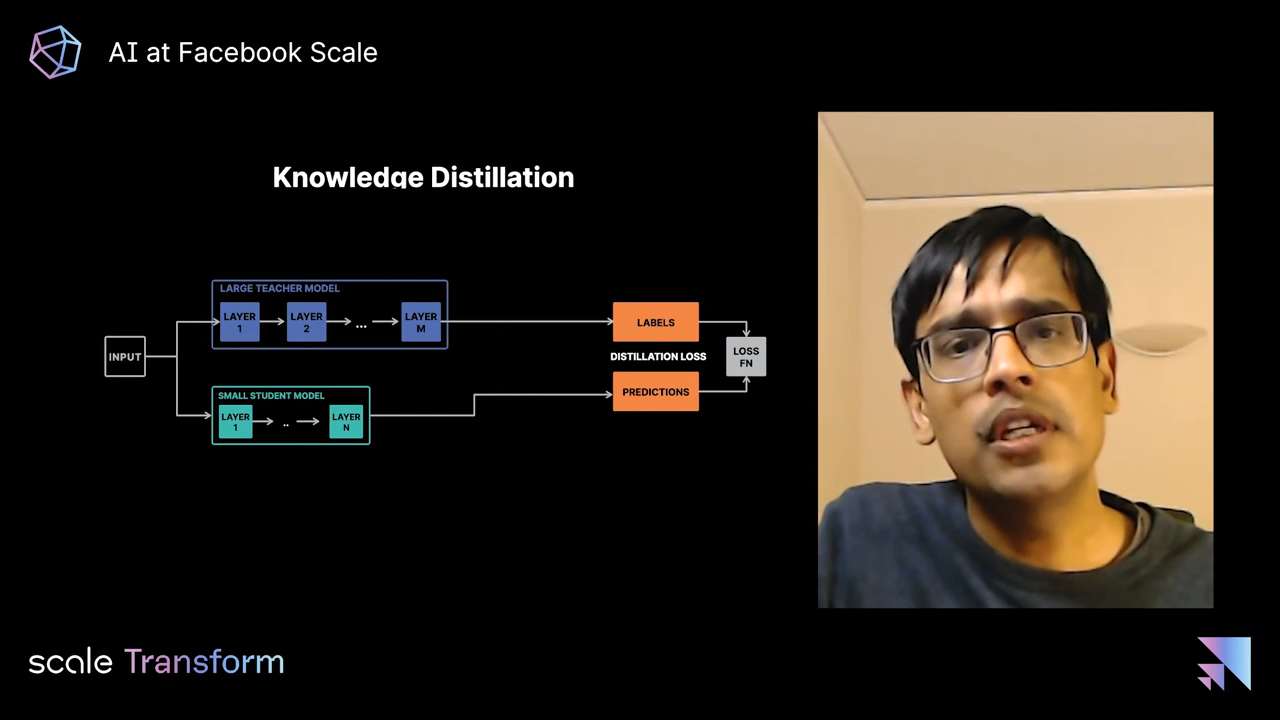 AI at Facebook Scale
Knowledge Distillation
LARGE TEACHER MODEL
LAYER
1
LAYER
2
...
LAYER
M
INPUT
SMALL STUDENT MODEL
LAYER
1
..
LAYER
N
LABELS
DISTILLATION LOSS
PREDICTIONS
LOSS
FN
scale Transform